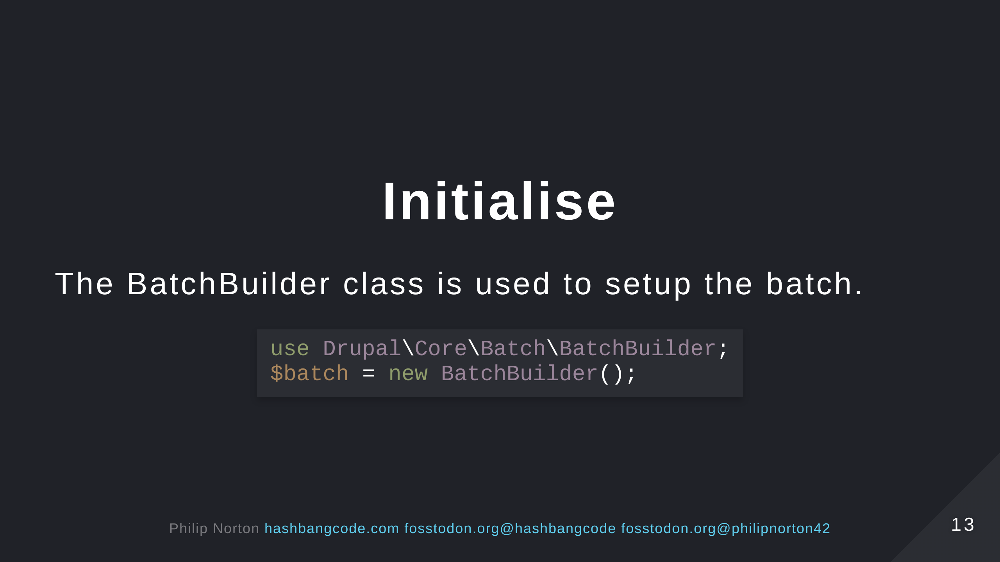 Initialise
The BatchBuilder class is used to setup the batch.
use Drupal\Core\Batch\BatchBuilder;
$batch = new BatchBuilder();
Philip Norton hashbangcode.com fosstodon.org@hashbangcode fosstodon.org@philipnorton42
13